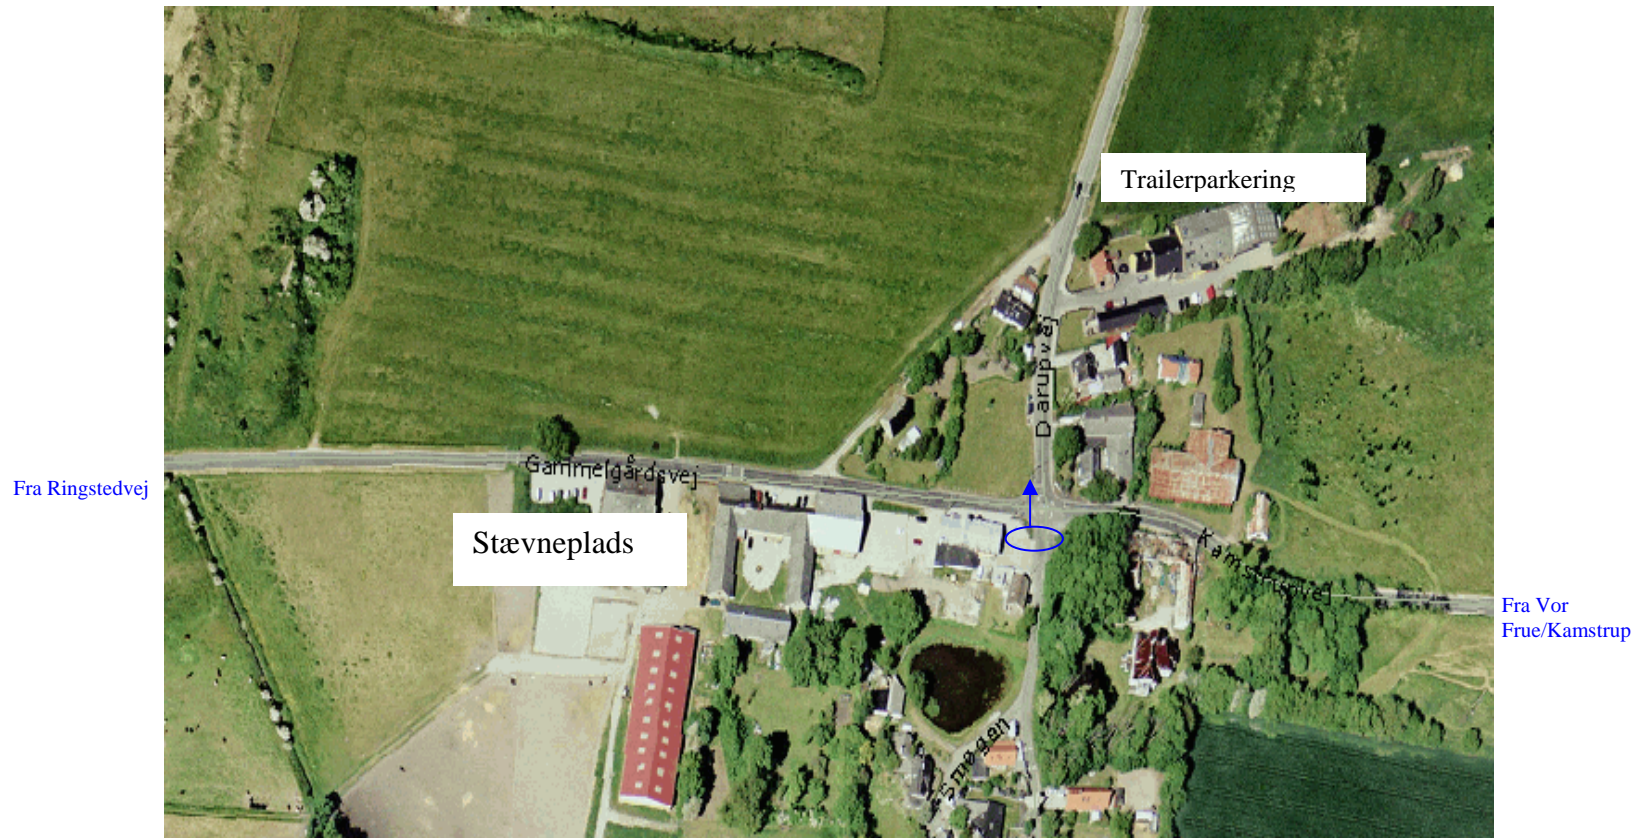 Trailerparkering
Darupvej
Gammelgårdsvej
Fra Ringstedvej
Stævneplads
Kamstrupvej
Fra Vor
Frue/Kamstrup